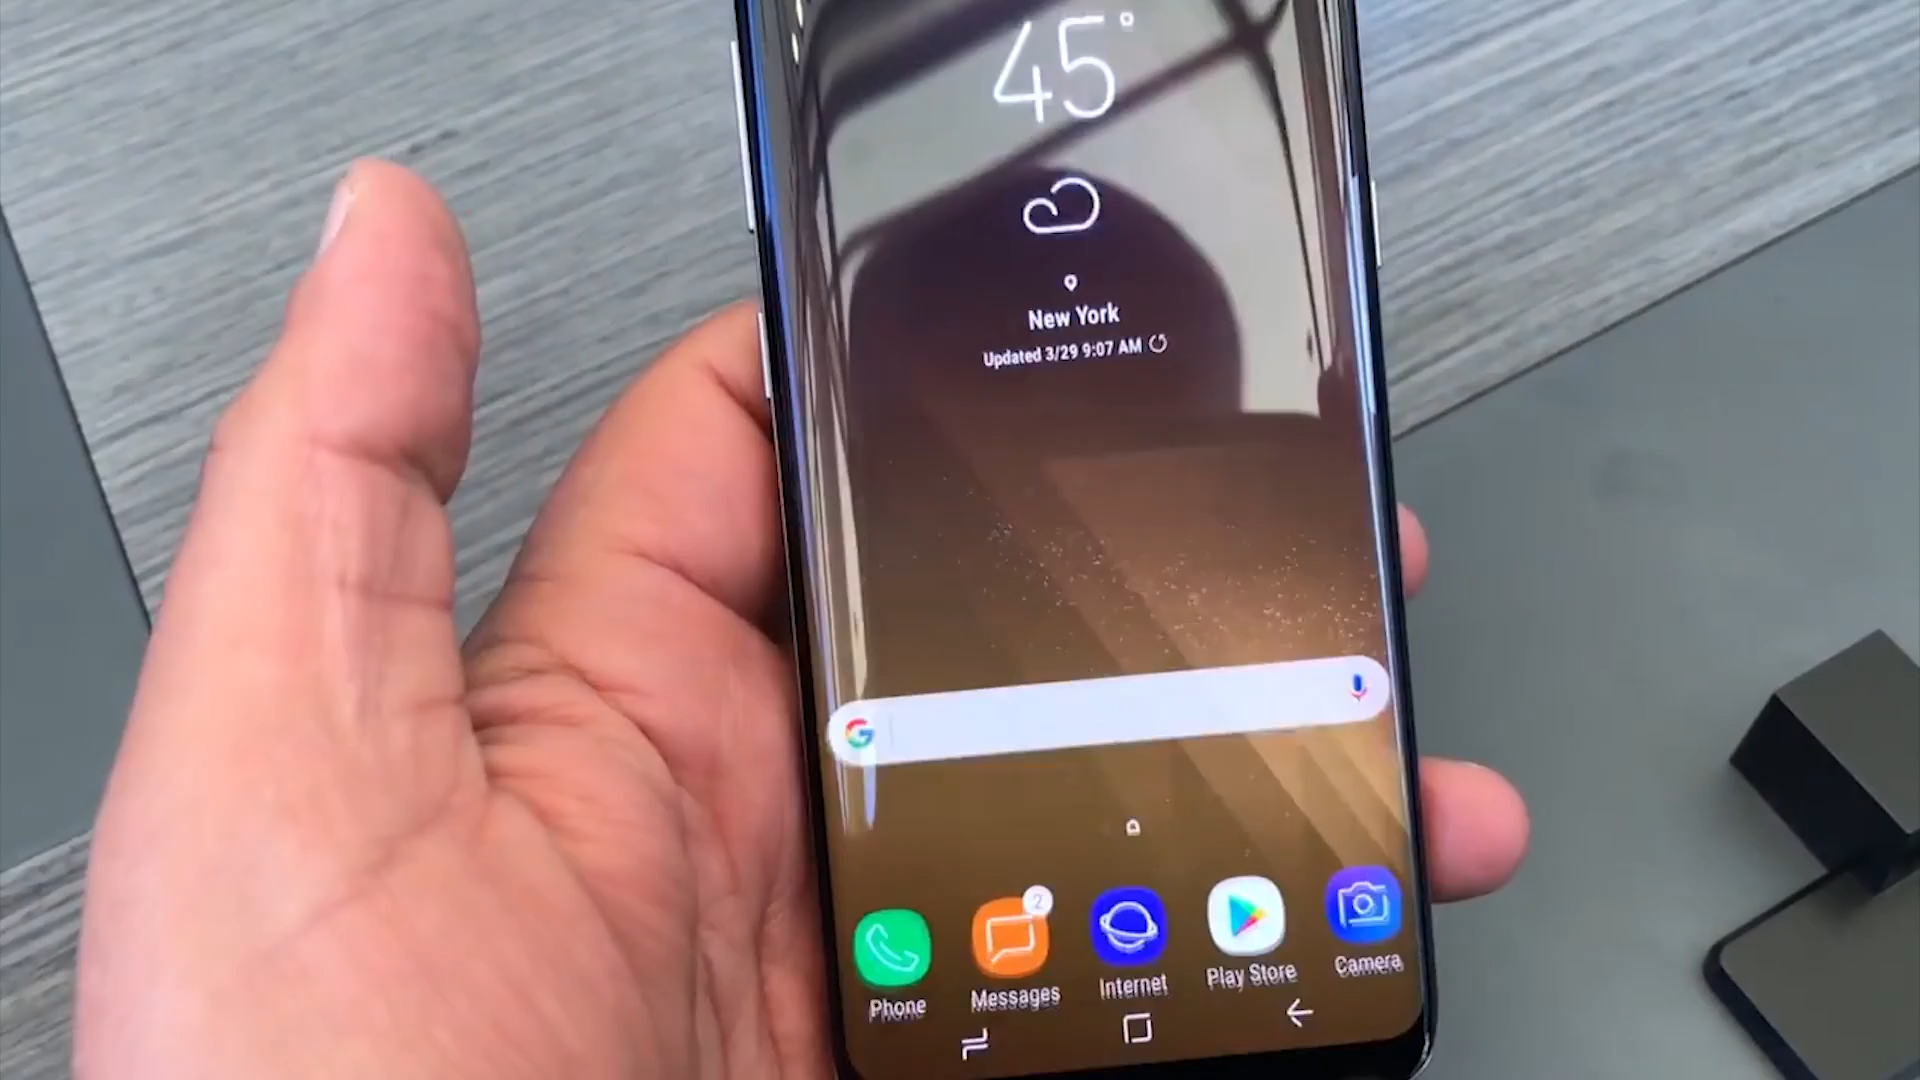 45°
New York
Updated 3/29 9:07 AM
G
2
Phone
Messages
Internet
Play Store
Camera